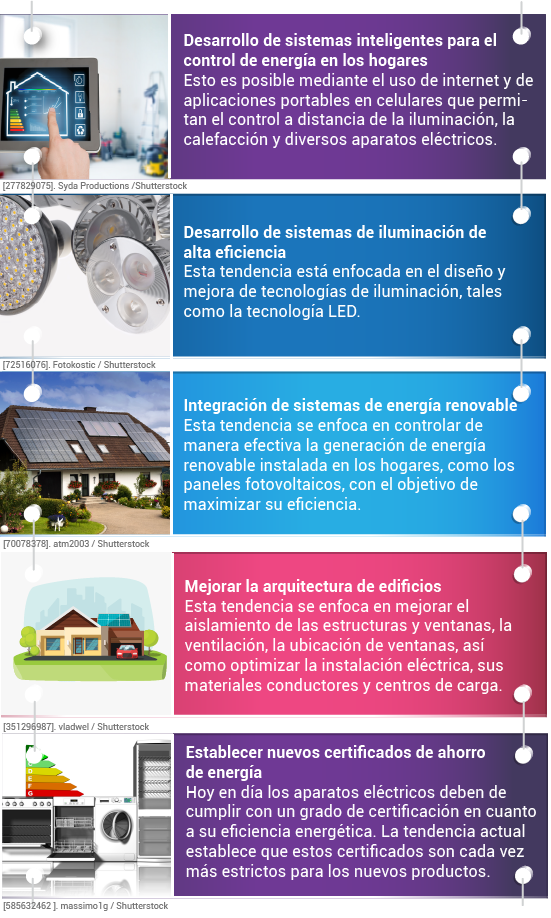 Desarrollo de sistemas inteligentes para el
control de energía en los hogares
Esto es posible mediante el uso de internet y de
aplicaciones portables en celulares que permi-
tan el control a distancia de la iluminación, la
calefacción y diversos aparatos eléctricos.
[277829075]. Syda Productions /Shutterstock
Desarrollo de sistemas de iluminación de
alta eficiencia
Esta tendencia está enfocada en el diseño y
mejora de tecnologías de iluminación, tales
como la tecnología LED.
[72516076]. Fotokostic / Shutterstock
Integración de sistemas de energía renovable
Esta tendencia se enfoca en controlar de
manera efectiva la generación de energía
renovable instalada en los hogares, como los
paneles fotovoltaicos, con el objetivo de
maximizar su eficiencia.
[70078378]. atm2003 / Shutterstock
Mejorar la arquitectura de edificios
Esta tendencia se enfoca en mejorar el
aislamiento de las estructuras y ventanas, la
ventilación, la ubicación de ventanas, así
como optimizar la instalación eléctrica, sus
materiales conductores y centros de carga.
[351296987]. vladwel / Shutterstock
Establecer nuevos certificados de ahorro
de energía
Hoy en día los aparatos eléctricos deben de
cumplir con un grado de certificación en cuanto
a su eficiencia energética. La tendencia actual
establece que estos certificados son cada vez
más estrictos para los nuevos productos.
D
E
F
G
[585632462 ]. massimo1g / Shutterstock